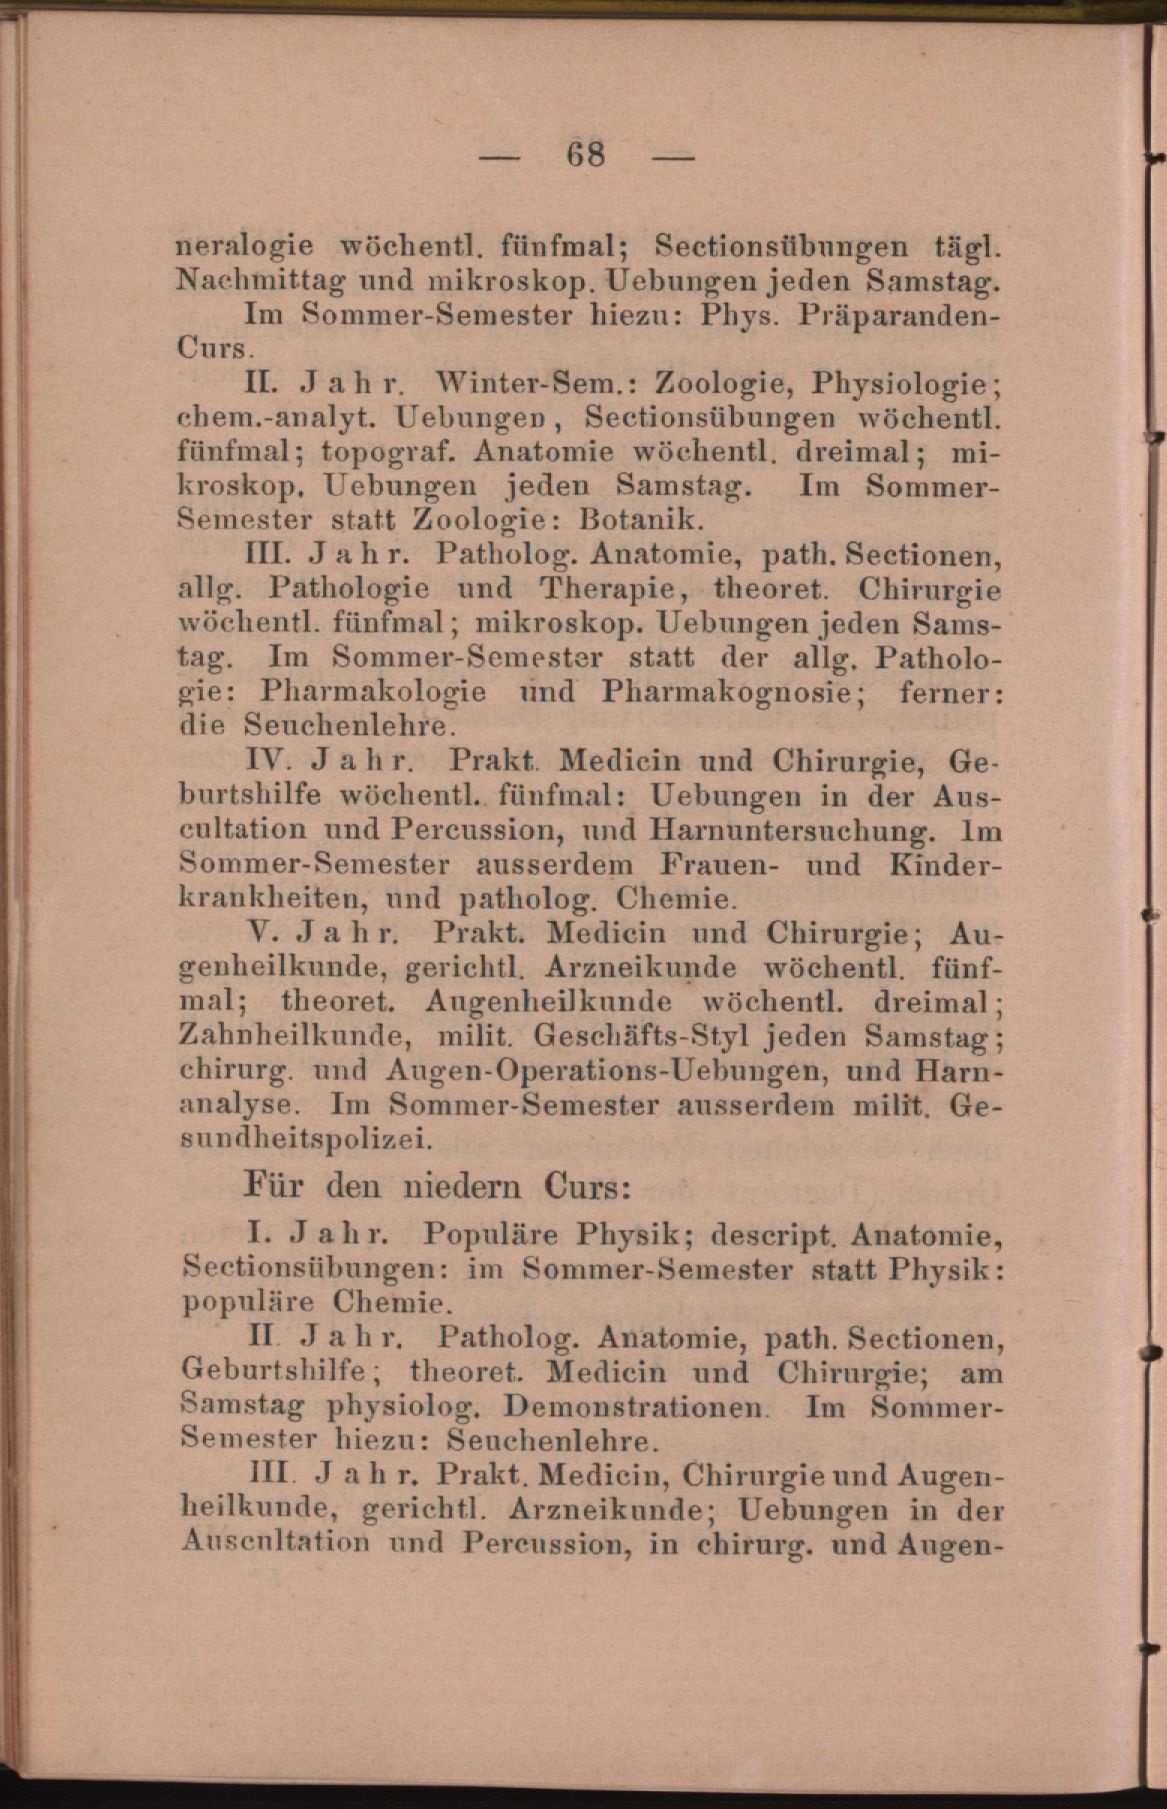 — 68 —
neralogie wöchentl. fünfmal; Sectionsübungen tägl.
Nachmittag und mikroskop. Uebungen jeden Samstag.
Im Sommer-Semester hiezu: Phys. Präparanden-
Curs.
II. Jahr. Winter-Sem.: Zoologie, Physiologie;
chem.-analyt. Uebungen, Sectionsübungen wöchentl.
fünfmal; topograf. Anatomie wöchentl. dreimal; mi-
kroskop. Uebungen jeden Samstag. Im Sommer-
Semester statt Zoologie: Botanik.
III. Jahr. Patholog. Anatomie, path. Sectionen,
allg. Pathologie und Therapie, theoret. Chirurgie
wöchentl. fünfmal; mikroskop. Uebungen jeden Sams-
tag. Im Sommer-Semester statt der allg. Patholo-
gie: Pharmakologie und Pharmakognosie; ferner:
die Seuchenlehre.
IV. Jahr. Prakt. Medicin und Chirurgie, Ge-
burtshilfe wöchentl. fünfmal: Uebungen in der Aus-
cultation und Percussion, und Harnuntersuchung. Im
Sommer-Semester ausserdem Frauen- und Kinder-
krankheiten, und patholog. Chemie.
V. Jahr. Prakt. Medicin und Chirurgie; Au-
genheilkunde, gerichtl. Arzneikunde wöchentl. fünf-
mal; theoret. Augenheilkunde wöchentl. dreimal;
Zahnheilkunde, milit. Geschäfts-Styl jeden Samstag;
chirurg. und Augen-Operations-Uebungen, und Harn-
analyse. Im Sommer-Semester ausserdem milit. Ge-
sundheitspolizei.
Für den niedern Curs:
I. Jahr. Populäre Physik; descript. Anatomie,
Sectionsübungen: im Sommer-Semester statt Physik:
populäre Chemie.
II. Jahr. Patholog. Anatomie, path. Sectionen,
Geburtshilfe; theoret. Medicin und Chirurgie; am
Samstag physiolog. Demonstrationen. Im Sommer-
Semester hiezu: Seuchenlehre.
III. Jahr. Prakt. Medicin, Chirurgie und Augen-
heilkunde, gerichtl. Arzneikunde; Uebungen in der
Auscultation und Percussion, in chirurg. und Augen-